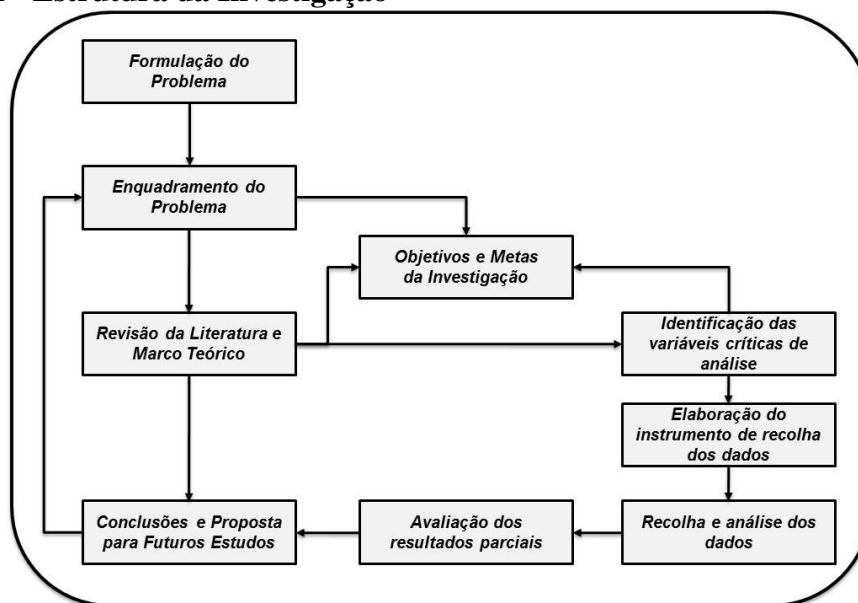 Estrutura da Investigação
Formulação do
Problema
Enquadramento do
Problema
Objetivos e Metas
da Investigação
Revisão da Literatura e
Marco Teórico
Identificação das
variáveis críticas de
análise
Elaboração do
instrumento de recolha
dos dados
Conclusões e Proposta
para Futuros Estudos
Avaliação dos
resultados parciais
Recolha e análise dos
dados